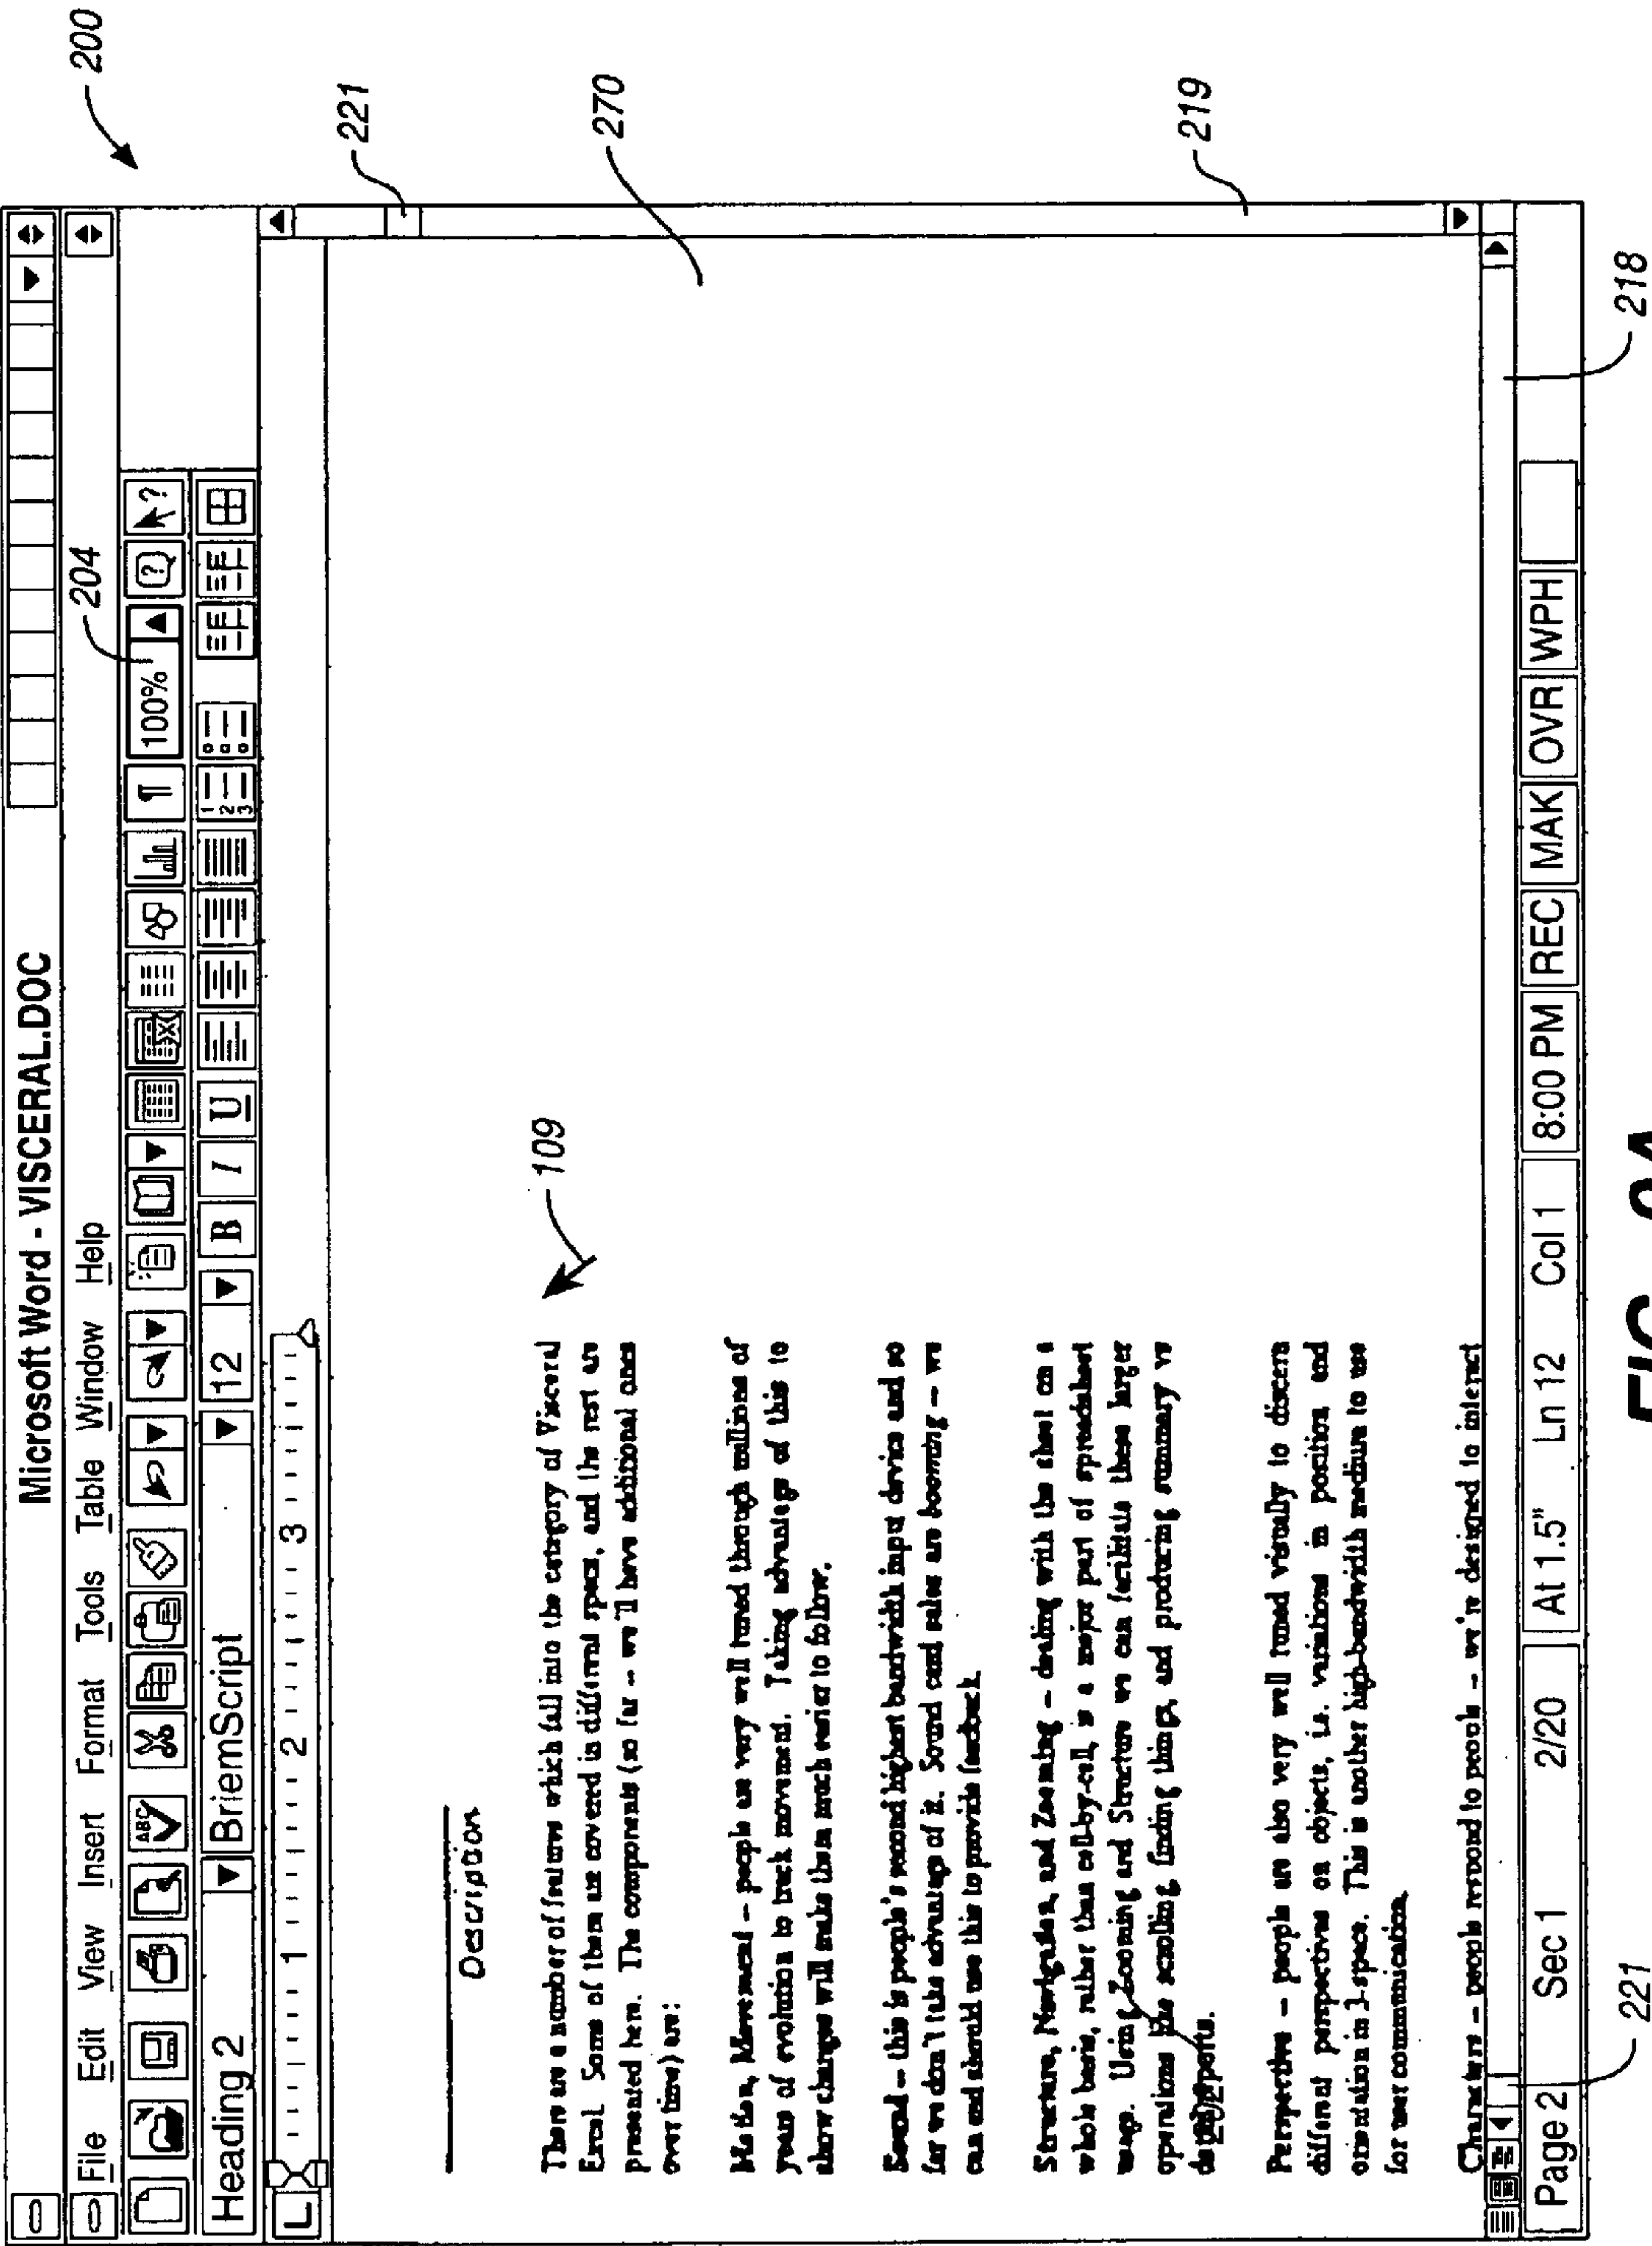 200
Microsoft Word - VISCERAL.DOC
File Edit View Insert Format Tools Table Window Help
204
ABC ¶ 100% ? ?
Heading 2 BriemScript 12 B I U 1 2 3
L 1 2 3
221
Description
270
109
There are a number of features which fall into the category of Visceral
Excel. Some of them are covered in different specs, and the rest are
presented here. The components (so far – we'll have additional ones
over time) are:
Motion, Movement – people are very well tuned through millions of
years of evolution to track movement. Taking advantage of this to
show changes will make them much easier to follow.
Sound – this is people's second highest bandwidth input device and so
far we don't take advantage of it. Sound card sales are booming – we
can and should use this to provide feedback.
Structure, Navigation, and Zooming – dealing with the sheet on a
whole basis, rather than cell-by-cell, is a major part of spreadsheet
usage. Using Zooming and Structure we can facilitate these larger
operations like scrolling, finding things, and producing summary vs
219
Perspective – people are also very well tuned visually to discern
different perspectives on objects, i.e. variations in position and
orientation in 3-space. This is another high-bandwidth medium to use
for user communication.
Characters – people respond to people – we're designed to interact
Page 2 Sec 1 2/20 At 1.5" Ln 12 Col 1 8:00 PM REC MAK OVR WPH
221
218